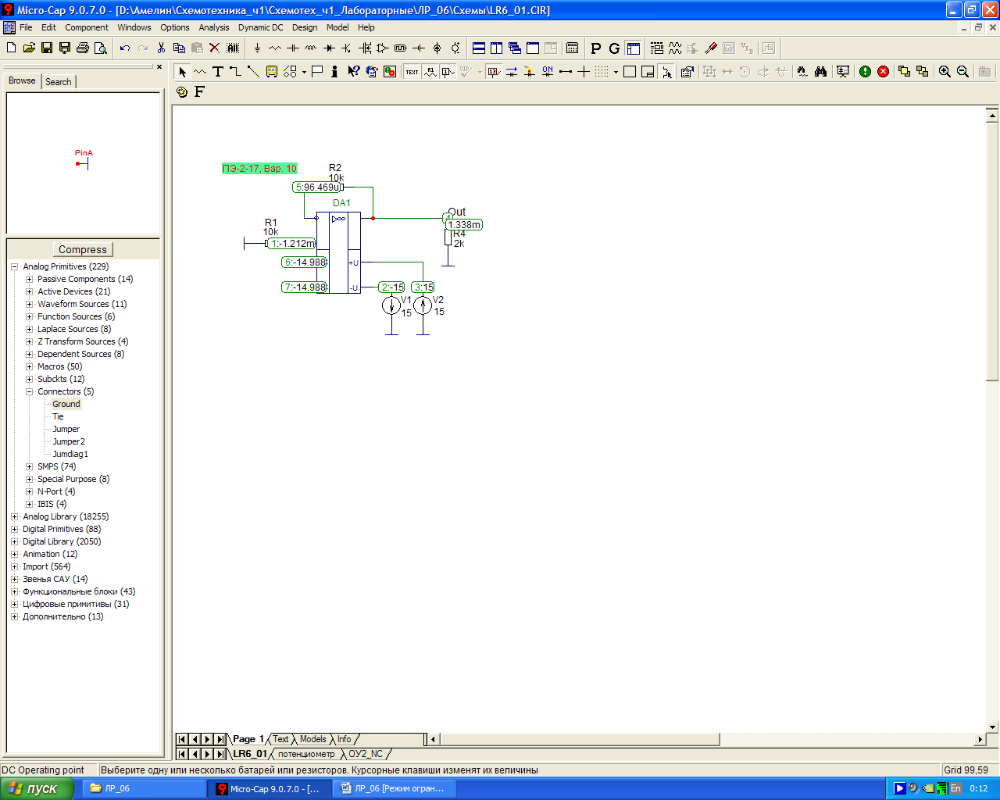 Micro-Cap 9.0.7.0 - [D:\Амелин\Схемотехника_ч1\Схемотех_ч1_Лабораторные\ЛР_06\Схемы\LR6_01.CIR]
File Edit Component Windows Options Analysis Dynamic DC Design Model Help
Browse Search
PinA
Compress
Analog Primitives (229)
Passive Components (14)
Active Devices (21)
Waveform Sources (11)
Function Sources (6)
Laplace Sources (8)
Z Transform Sources (4)
Dependent Sources (8)
Macros (50)
Subckts (12)
Connectors (5)
Ground
Tie
Jumper
Jumper2
Jumdiag1
SMPS (74)
Special Purpose (8)
N-Port (4)
IBIS (4)
Analog Library (18255)
Digital Primitives (88)
Digital Library (2050)
Animation (12)
Import (564)
Звенья САУ (14)
Функциональные блоки (43)
Цифровые примитивы (31)
Дополнительно (13)
ПЭ-2-17, Вар. 10
R2
10k
5:96.469u
DA1
Out
1.338m
R1
10k
R4
2k
1:-1.212m
6:-14.988
+U
7:-14.988
-U
2:-15
3:15
V1
15
V2
15
Page 1 Text Models Info
LR6_01 потенциометр ОУ2_NC
DC Operating point Выберите одну или несколько батарей или резисторов. Курсорные клавиши изменят их величины Grid 99,59
пуск ЛР_06 Micro-Cap 9.0.7.0 - [... ЛР_06 [Режим огран... En 0:12